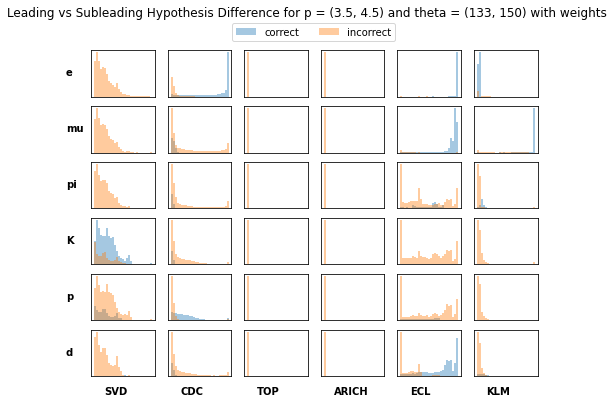 Leading vs Subleading Hypothesis Difference for p = (3.5, 4.5) and theta = (133, 150) with weights
correct incorrect
e
mu
pi
K
p
d
SVD CDC TOP ARICH ECL KLM